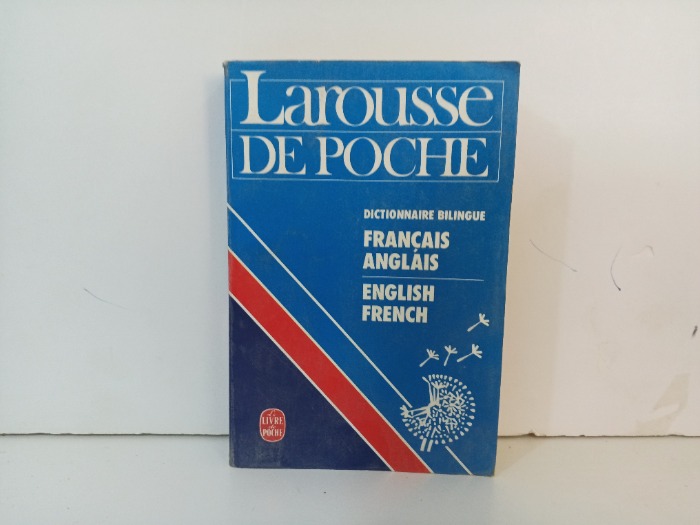 Larousse
DE POCHE
DICTIONNAIRE BILINGUE
FRANÇAIS
ANGLAIS
ENGLISH
FRENCH
Le
LIVRE
de
POCHE